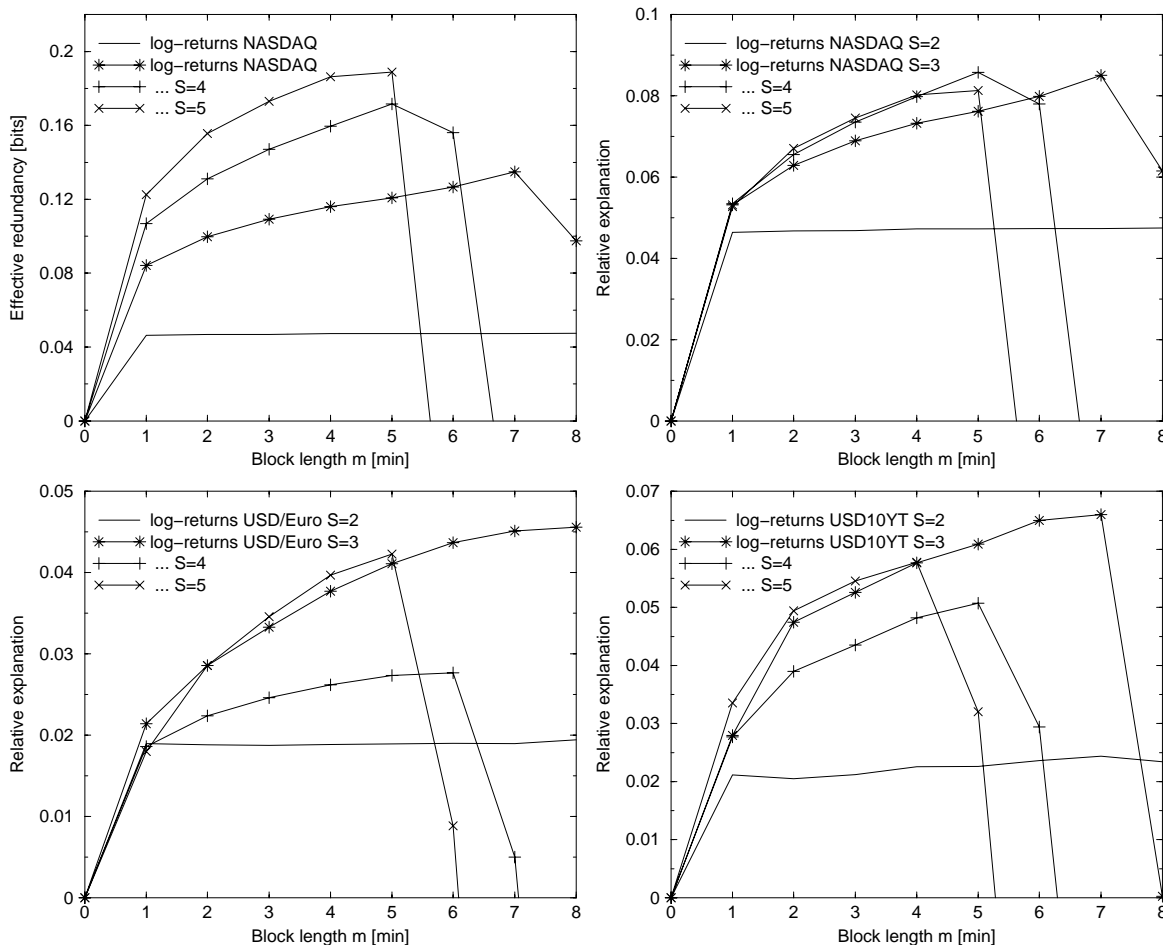 log-returns NASDAQ
log-returns NASDAQ
... S=4
... S=5
0.2
0.16
0.12
0.08
0.04
0
Effective redundancy [bits]
0 1 2 3 4 5 6 7 8
Block length m [min]
log-returns NASDAQ S=2
log-returns NASDAQ S=3
... S=4
... S=5
0.1
0.08
0.06
0.04
0.02
0
Relative explanation
0 1 2 3 4 5 6 7 8
Block length m [min]
log-returns USD/Euro S=2
log-returns USD/Euro S=3
... S=4
... S=5
0.05
0.04
0.03
0.02
0.01
0
Relative explanation
0 1 2 3 4 5 6 7 8
Block length m [min]
log-returns USD10YT S=2
log-returns USD10YT S=3
... S=4
... S=5
0.07
0.06
0.05
0.04
0.03
0.02
0.01
0
Relative explanation
0 1 2 3 4 5 6 7 8
Block length m [min]